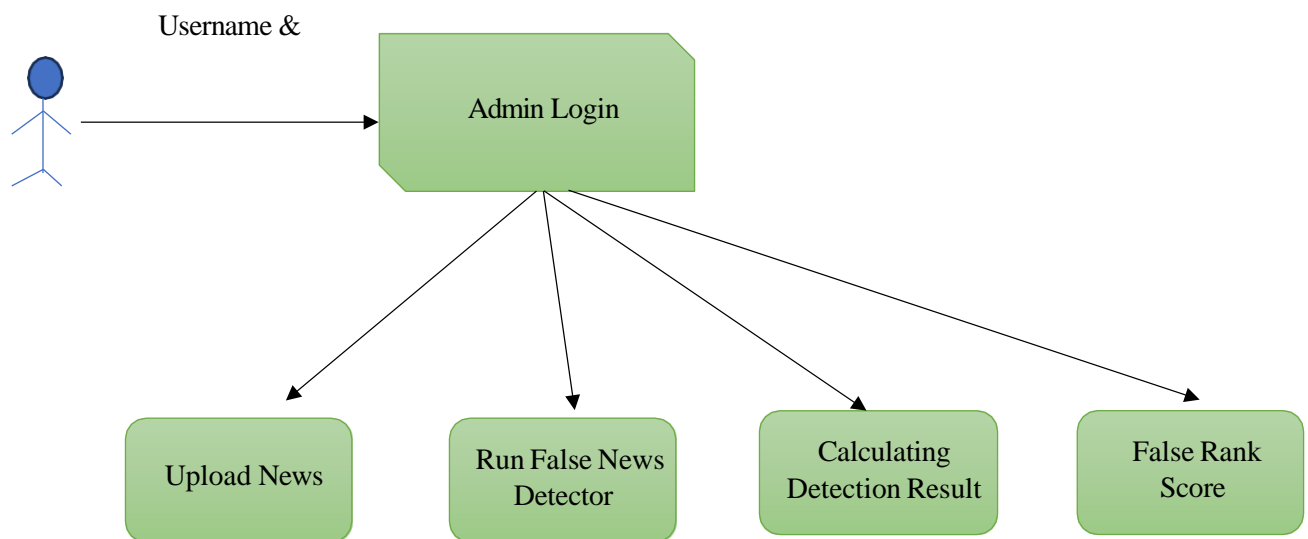 Username &
Admin Login
Upload News
Run False News
Detector
Calculating
Detection Result
False Rank
Score